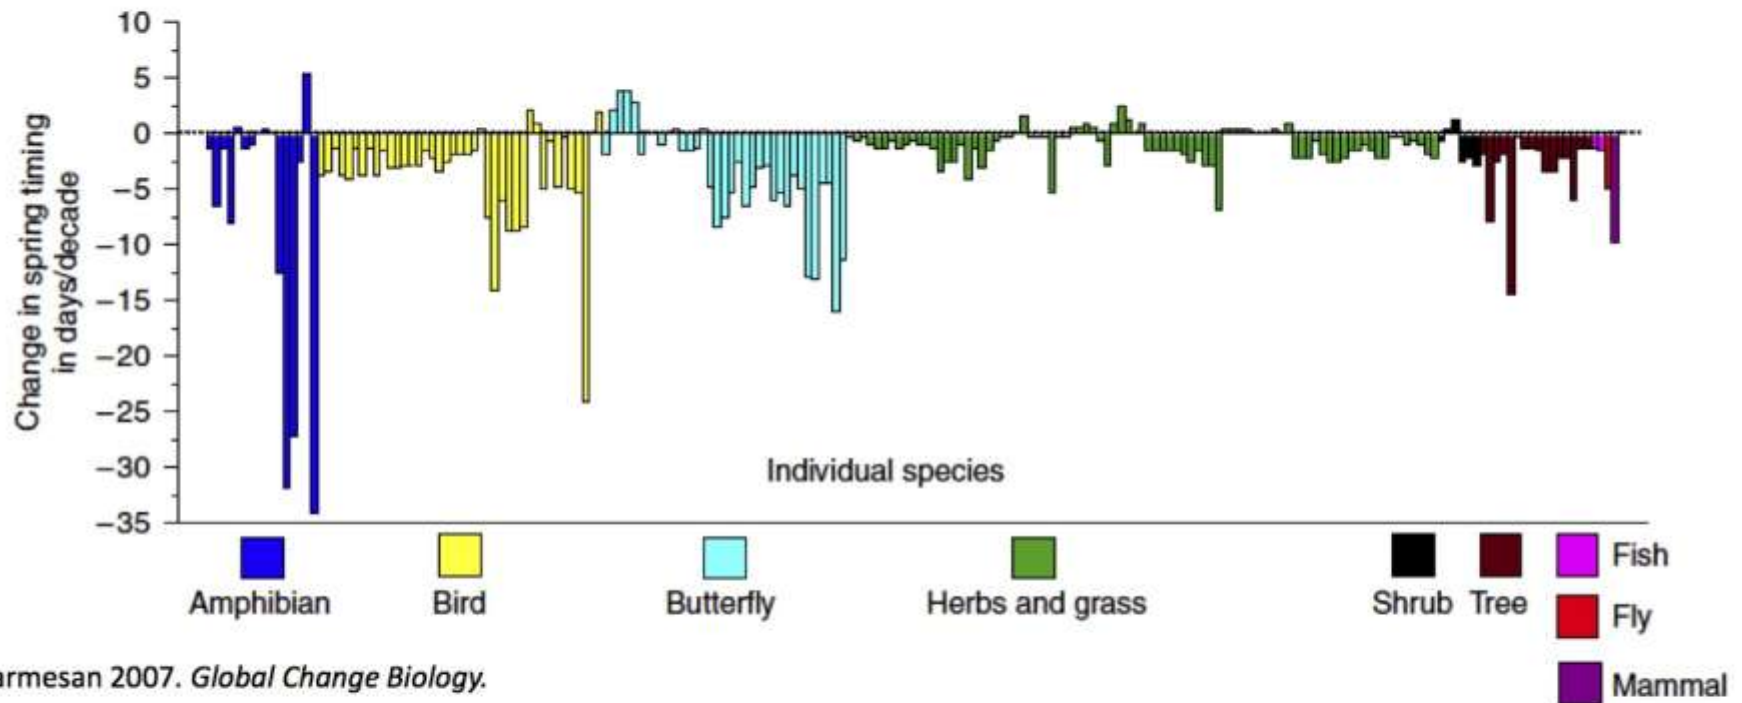 Change in spring timing
in days/decade
10
5
0
−5
−10
−15
−20
−25
−30
−35
Individual species
Amphibian
Bird
Butterfly
Herbs and grass
Shrub
Tree
Fish
Fly
Mammal
armesan 2007. Global Change Biology.